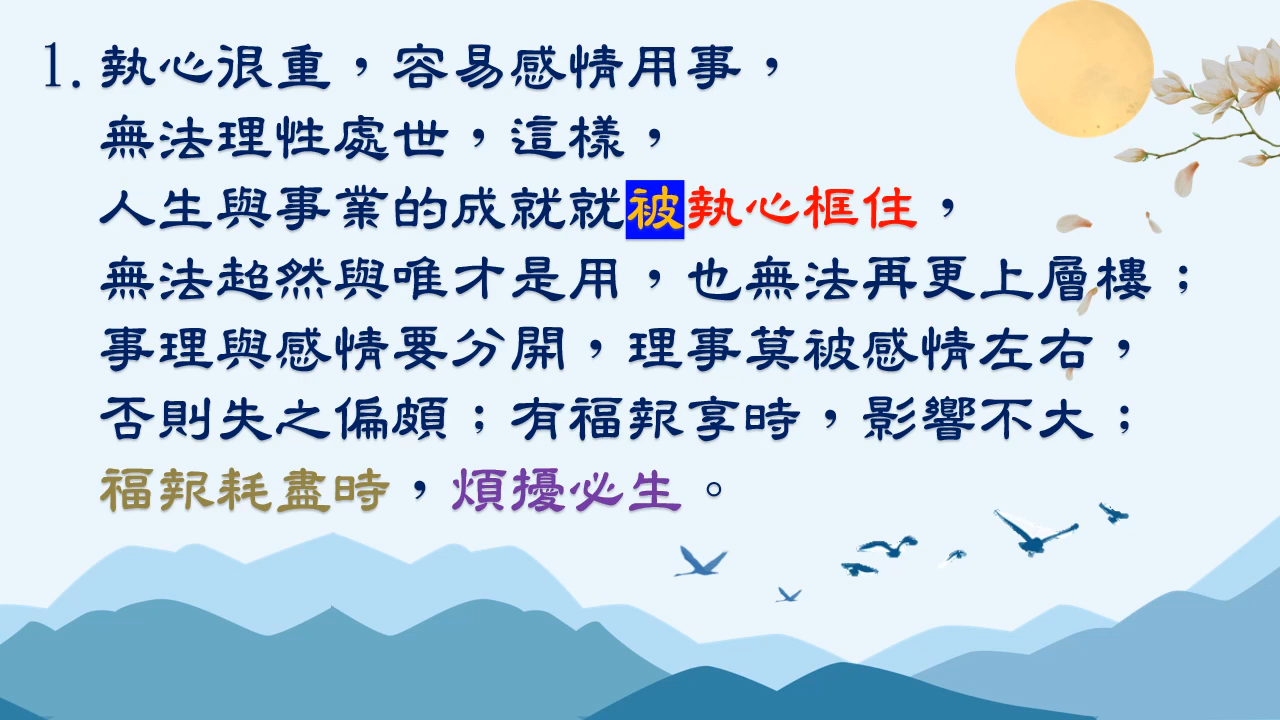 1.執心很重，容易感情用事，
無法理性處世，這樣，
人生與事業的成就就被執心框住，
無法超然與唯才是用，也無法再更上層樓；
事理與感情要分開，理事莫被感情左右，
否則失之偏頗；有福報享時，影響不大；
福報耗盡時，煩擾必生。